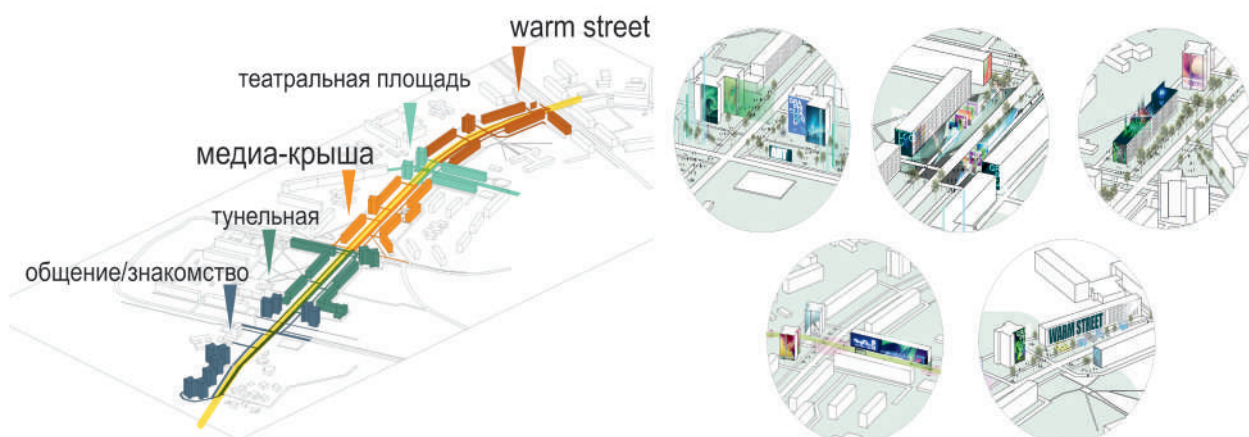 warm street
театральная площадь
медиа-крыша
тунельная
общение/знакомство
WARM STREET